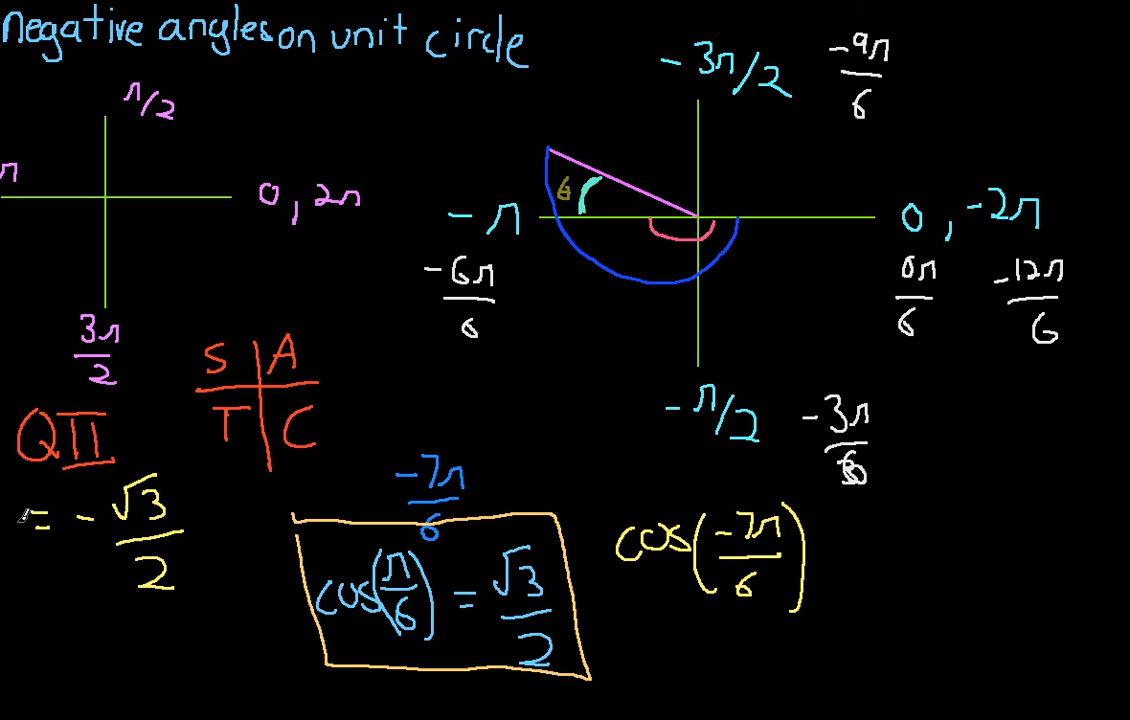 negative angles on unit circle
π/2
π
0, 2π
3π/2
-3π/2
-9π/6
6
-π
-6π/6
0, -2π
0π/6
-12π/6
-π/2
-3π/6
S A
T C
QII
= -√3/2
-7π/6
cos(π/6) = √3/2
cos(-7π/6)